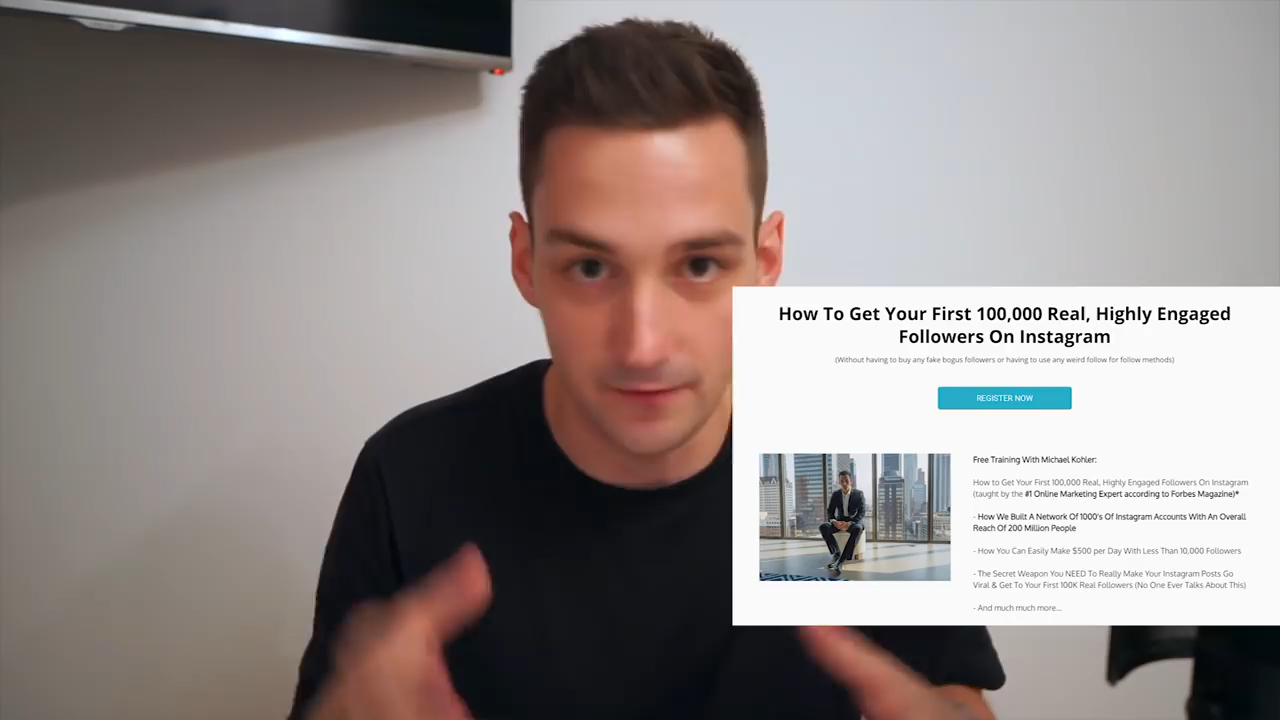 How To Get Your First 100,000 Real, Highly Engaged
Followers On Instagram
(Without having to buy any fake bogus followers or having to use any weird follow for follow methods)
REGISTER NOW
Free Training With Michael Kohler:
How to Get Your First 100,000 Real, Highly Engaged Followers On Instagram
(taught by the #1 Online Marketing Expert according to Forbes Magazine)*
- How We Built A Network Of 1000's Of Instagram Accounts With An Overall
Reach Of 200 Million People
- How You Can Easily Make $500 per Day With Less Than 10,000 Followers
- The Secret Weapon You NEED To Really Make Your Instagram Posts Go
Viral & Get To Your First 100K Real Followers (No One Ever Talks About This)
- And much much more...